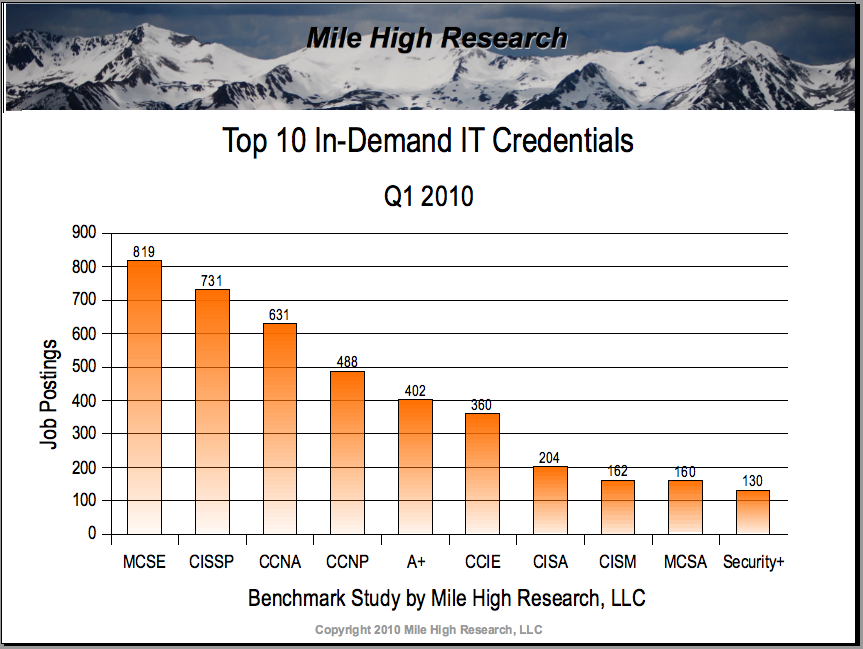 Mile High Research
Top 10 In-Demand IT Credentials
Q1 2010
900
800
700
600
500
400
300
200
100
0
Job Postings
819
731
631
488
402
360
204
162
160
130
MCSE CISSP CCNA CCNP A+ CCIE CISA CISM MCSA Security+
Benchmark Study by Mile High Research, LLC
Copyright 2010 Mile High Research, LLC